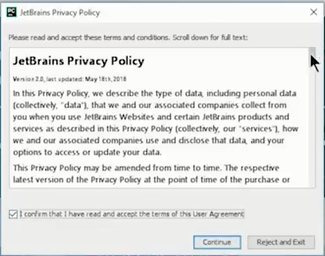 PC JetBrains Privacy Policy
Please read and accept these terms and conditions. Scroll down for full text:
JetBrains Privacy Policy
Version 2.0, last updated: May 18th, 2018
In this Privacy Policy, we describe the type of data, including personal data
(collectively, "data"), that we and our associated companies collect from
you when you use JetBrains Websites and certain JetBrains products and
services as described in this Privacy Policy (collectively, our "services"), how
we and our associated companies use and disclose that data, and your
options to access or update your data.
This Privacy Policy may be amended from time to time. The respective
latest version of the Privacy Policy at the point of time of the purchase or
I confirm that I have read and accept the terms of this User Agreement
Continue
Reject and Exit